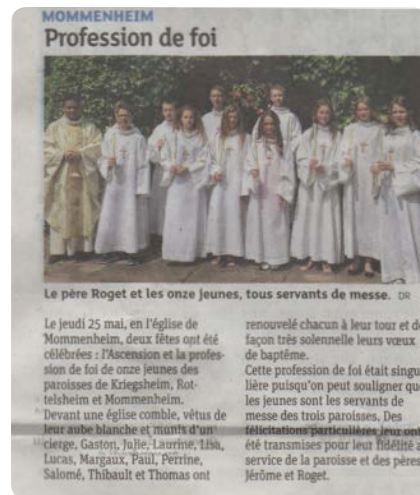 MOMMENHEIM
Profession de foi
Le père Roget et les onze jeunes, tous servants de messe. DR
Le jeudi 25 mai, en l'église de
Mommenheim, deux fêtes ont été
célébrées : l'Ascension et la profes-
sion de foi de onze jeunes des
paroisses de Kriegsheim, Rot-
telsheim et Mommenheim.
Devant une église comble, vêtus de
leur aube blanche et munis d'un
cierge, Gaston, Julie, Laurine, Lisa,
Lucas, Margaux, Paul, Perrine,
Salomé, Thibault et Thomas ont
renouvelé chacun à leur tour et de
façon très solennelle leurs vœux
de baptême.
Cette profession de foi était singu
lière puisqu'on peut souligner que
les jeunes sont les servants de
messe des trois paroisses. Des
félicitations particulières leur ont
été transmises pour leur fidélité a
service de la paroisse et des pères
Jérôme et Roget.